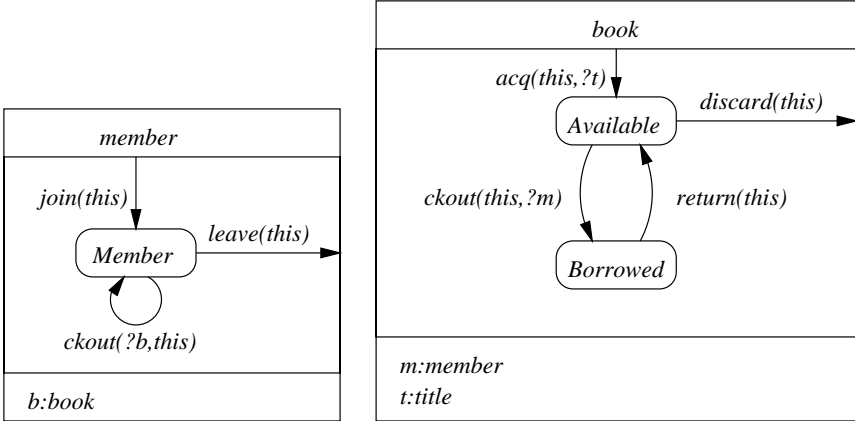 member
join(this)
leave(this)
Member
ckout(?b,this)
b:book
book
acq(this,?t)
discard(this)
Available
ckout(this,?m)
return(this)
Borrowed
m:member
t:title